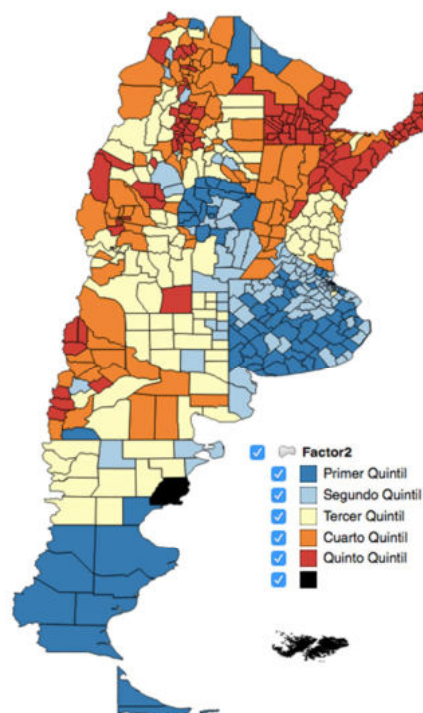 Factor2
Primer Quintil
Segundo Quintil
Tercer Quintil
Cuarto Quintil
Quinto Quintil